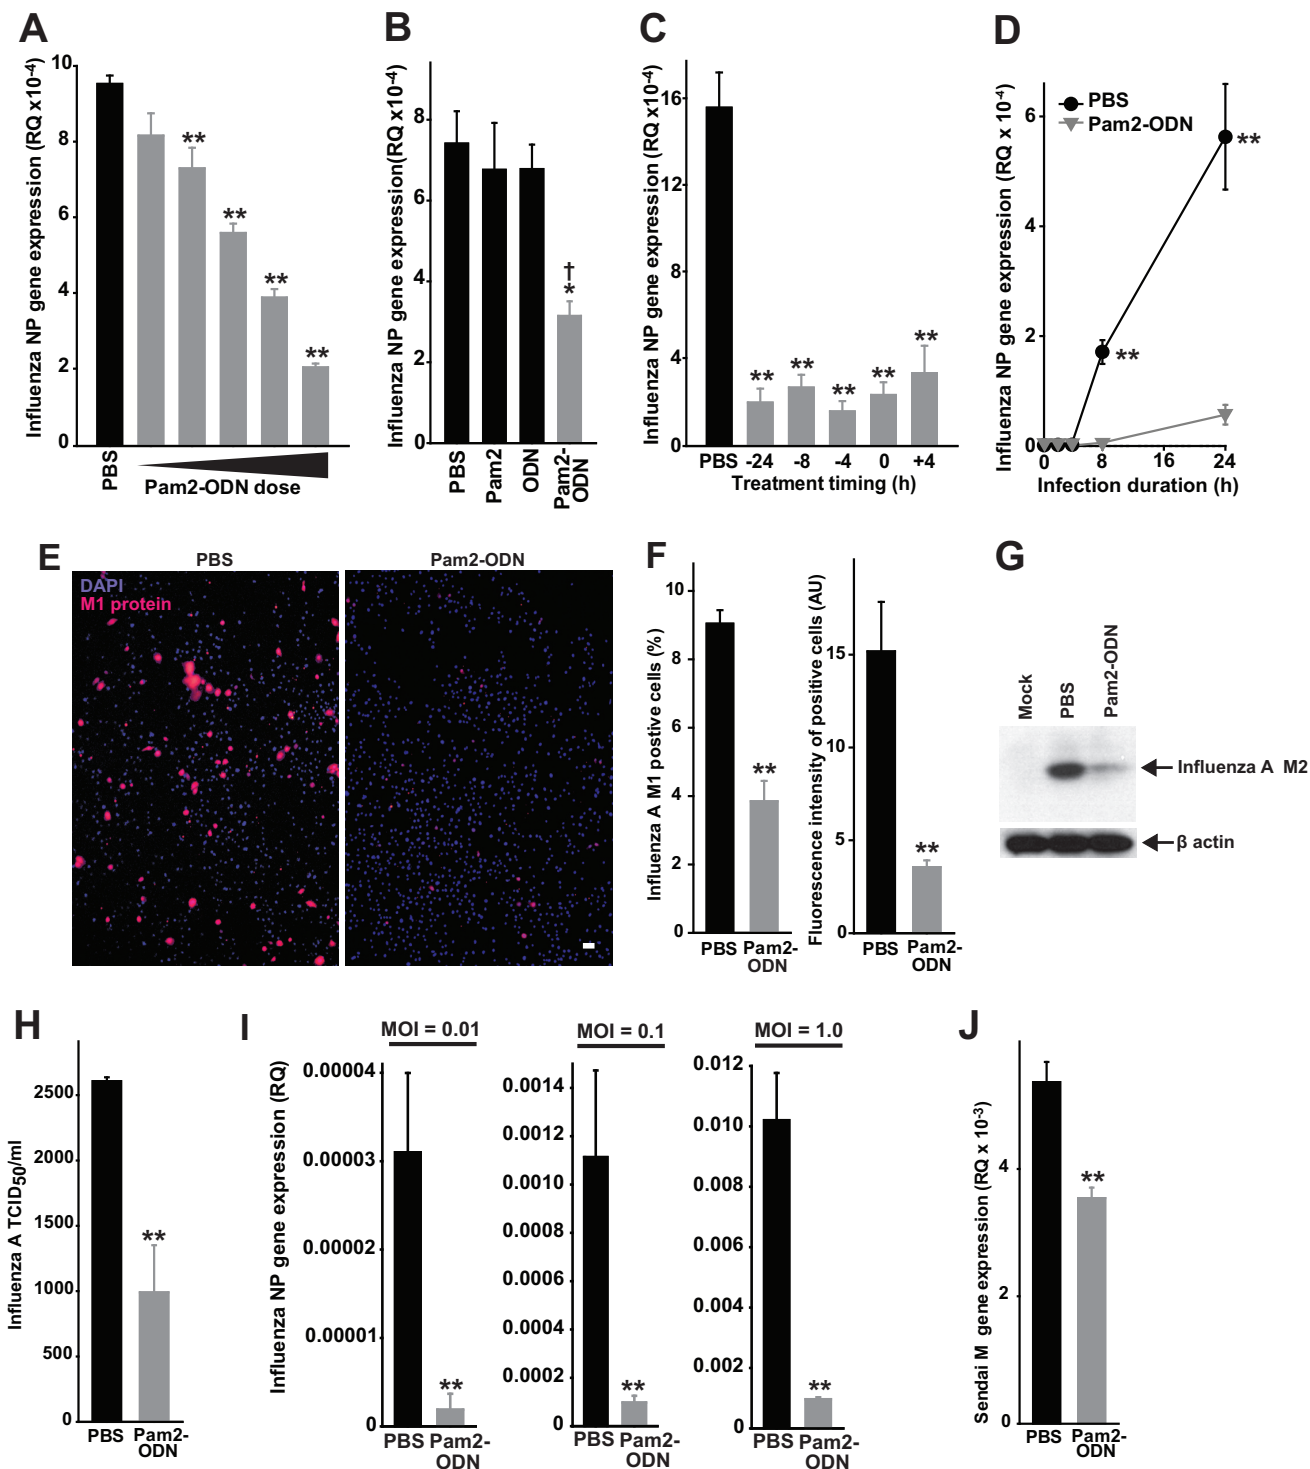 A
Influenza NP gene expression (RQ x10-4)
10
8
6
4
2
0
**
**
**
**
PBS
Pam2-ODN dose
B
Influenza NP gene expression(RQ x10-4)
8
6
4
2
0
†
*
PBS
Pam2
ODN
Pam2-
ODN
C
Influenza NP gene expression (RQ x10-4)
16
12
8
4
0
**
**
**
**
**
PBS -24 -8 -4 0 +4
Treatment timing (h)
D
Influenza NP gene expression (RQ x 10-4)
6
4
2
0
PBS
Pam2-ODN
**
**
0 8 16 24
Infection duration (h)
E
PBS
Pam2-ODN
DAPI
M1 protein
F
Influenza A M1 postive cells (%)
10
8
6
4
2
0
**
PBS Pam2-
ODN
Fluorescence intensity of positive cells (AU)
15
10
5
0
**
PBS Pam2-
ODN
G
Mock
PBS
Pam2-ODN
Influenza A M2
β actin
H
Influenza A TCID50/ml
2500
2000
1500
1000
500
0
**
PBS Pam2-
ODN
I
Influenza NP gene expression (RQ)
MOI = 0.01
0.00004
0.00003
0.00002
0.00001
0
**
PBS Pam2-
ODN
MOI = 0.1
0.0014
0.0012
0.0010
0.0008
0.0006
0.0004
0.0002
0
**
PBS Pam2-
ODN
MOI = 1.0
0.012
0.010
0.008
0.006
0.004
0.002
0
**
PBS Pam2-
ODN
J
Sendai M gene expression (RQ x 10-3)
4
2
0
**
PBS Pam2-
ODN